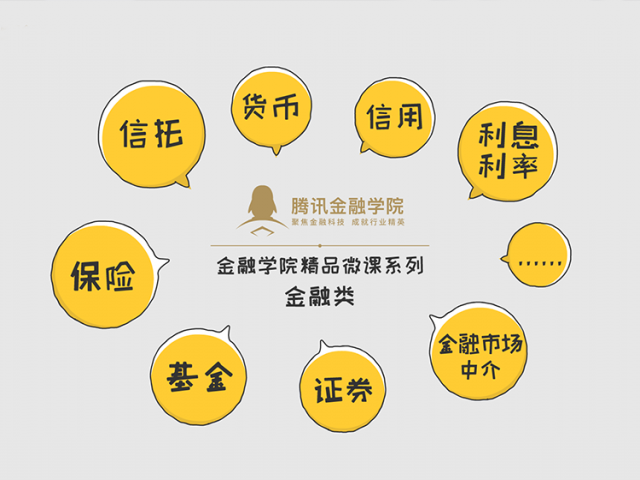 信托
货币
信用
利息
利率
腾讯金融学院
聚焦金融科技 成就行业精英
保险
金融学院精品微课系列
金融类
......
基金
证券
金融市场
中介